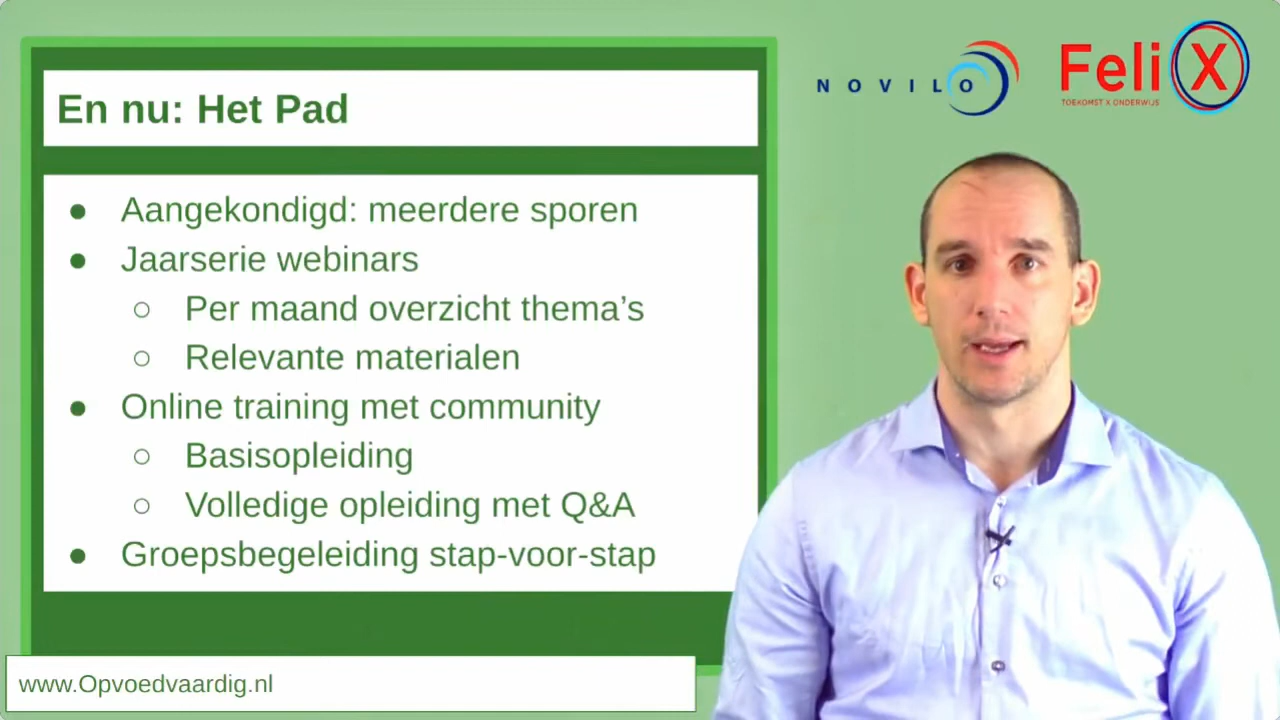 En nu: Het Pad
● Aangekondigd: meerdere sporen
● Jaarserie webinars
○ Per maand overzicht thema's
○ Relevante materialen
● Online training met community
○ Basisopleiding
○ Volledige opleiding met Q&A
● Groepsbegeleiding stap-voor-stap
www.Opvoedvaardig.nl
NOVILO
FeliX
TOEKOMST X ONDERWIJS